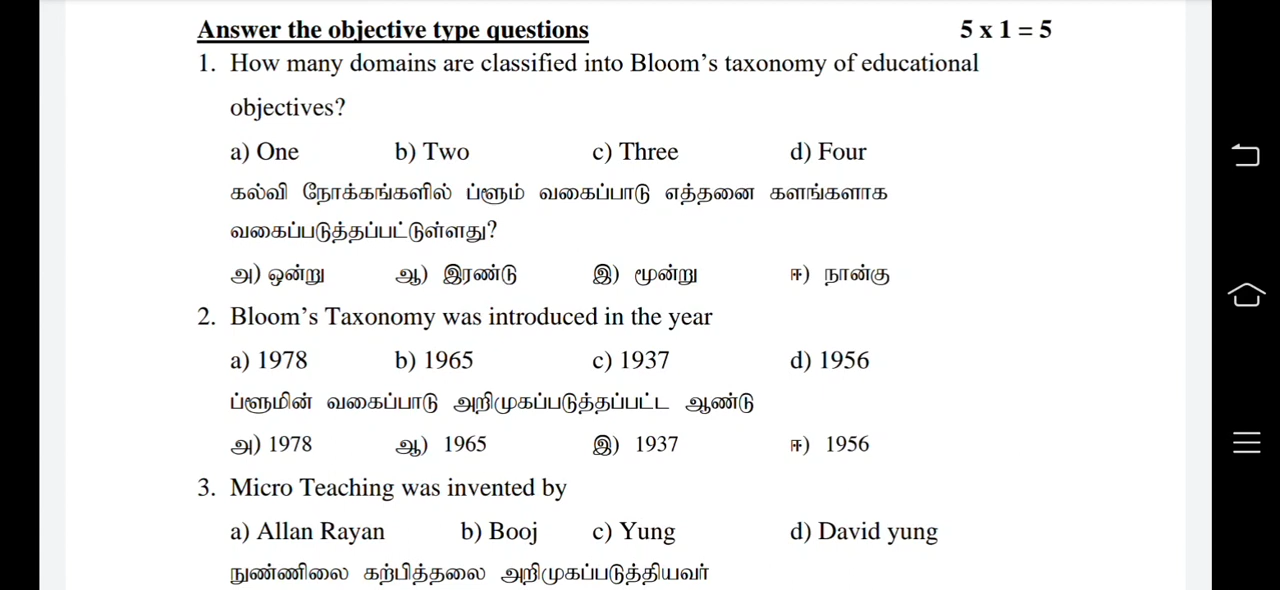 Answer the objective type questions 5 x 1 = 5
1. How many domains are classified into Bloom’s taxonomy of educational
objectives?
a) One b) Two c) Three d) Four
கல்வி நோக்கங்களில் ப்ளூம் வகைப்பாடு எத்தனை களங்களாக
வகைப்படுத்தப்பட்டுள்ளது?
அ) ஒன்று ஆ) இரண்டு இ) மூன்று ஈ) நான்கு
2. Bloom’s Taxonomy was introduced in the year
a) 1978 b) 1965 c) 1937 d) 1956
ப்ளூமின் வகைப்பாடு அறிமுகப்படுத்தப்பட்ட ஆண்டு
அ) 1978 ஆ) 1965 இ) 1937 ஈ) 1956
3. Micro Teaching was invented by
a) Allan Rayan b) Booj c) Yung d) David yung
நுண்ணிலை கற்பித்தலை அறிமுகப்படுத்தியவர்